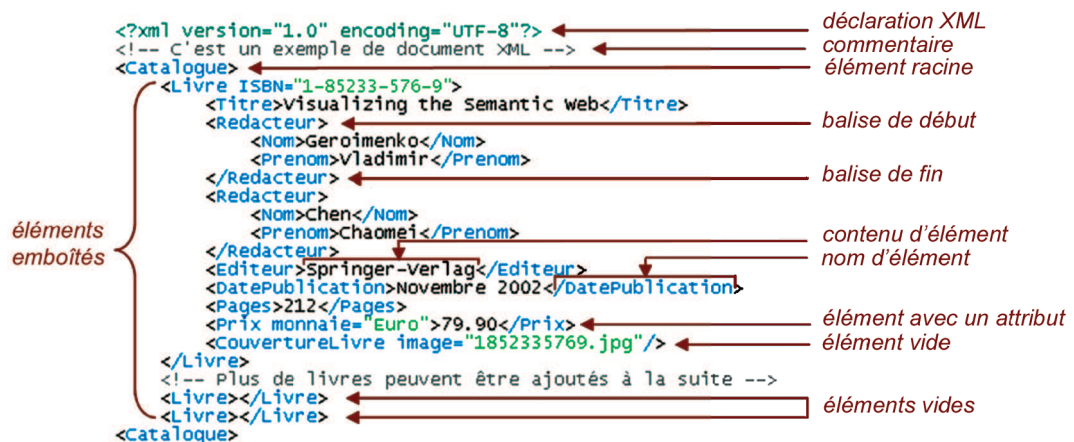 <?xml version="1.0" encoding="UTF-8"?> déclaration XML
<!-- C'est un exemple de document XML --> commentaire
<Catalogue> élément racine
<Livre ISBN="1-85233-576-9">
<Titre>Visualizing the Semantic Web</Titre>
<Redacteur> balise de début
<Nom>Geroimenko</Nom>
<Prenom>Vladimir</Prenom>
</Redacteur> balise de fin
<Redacteur>
<Nom>Chen</Nom>
<Prenom>Chaomei</Prenom>
</Redacteur>
éléments emboîtés
contenu d'élément
<Editeur>Springer-Verlag</Editeur> nom d'élément
<DatePublication>Novembre 2002</DatePublication>
<Pages>212</Pages>
<Prix monnaie="Euro">79.90</Prix> élément avec un attribut
<CouvertureLivre image="1852335769.jpg"/> élément vide
</Livre>
<!-- Plus de livres peuvent être ajoutés à la suite -->
<Livre></Livre> éléments vides
<Livre></Livre>
<Catalogue>